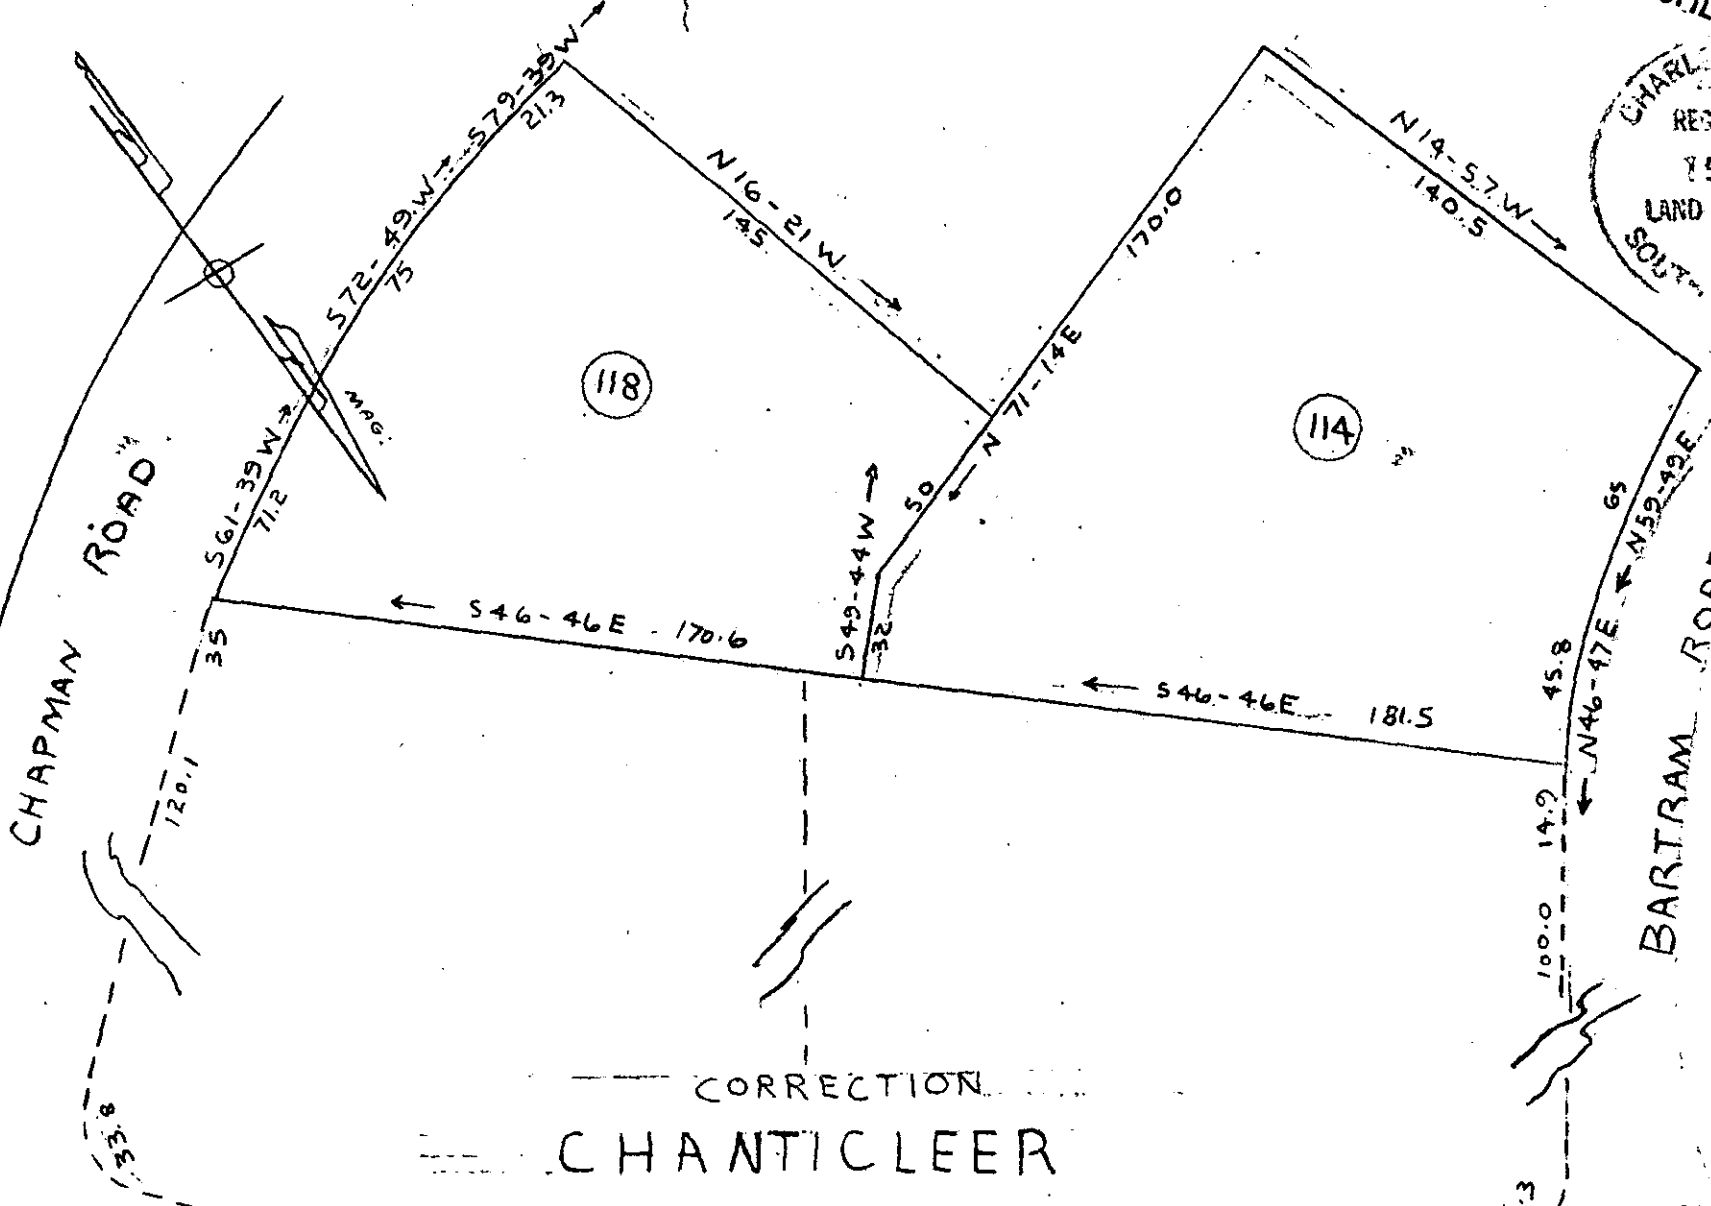 S79-39W
21.3
S72-49W
75
S61-39W
71.2
MAG.
N16-21W
145
118
170.0
N 71-14E
50
S49-44W
32
N14-57W
140.5
114
65
N59-49E
45.8
N46-47E
S46-46E - 170.6
S46-46E - 181.5
35
120.1
33.8
14.9
100.0
.3
CHAPMAN ROAD
BARTRAM
LAND
CORRECTION
CHANTICLEER